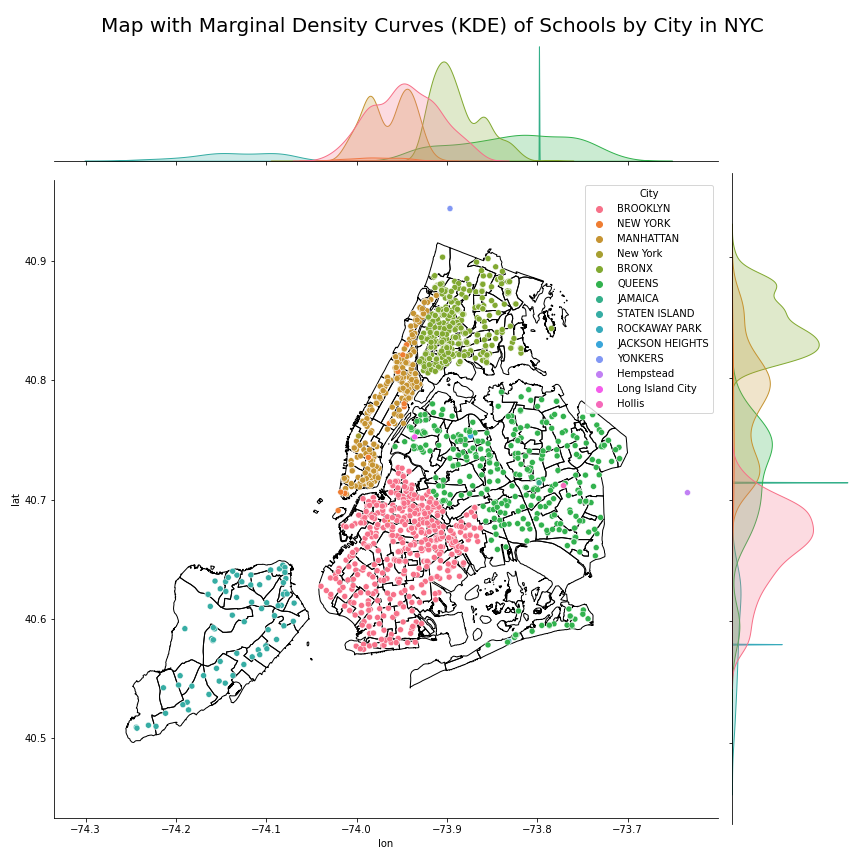 Map with Marginal Density Curves (KDE) of Schools by City in NYC
City
BROOKLYN
NEW YORK
MANHATTAN
New York
BRONX
QUEENS
JAMAICA
STATEN ISLAND
ROCKAWAY PARK
JACKSON HEIGHTS
YONKERS
Hempstead
Long Island City
Hollis
40.9
40.8
40.7
40.6
40.5
lat
−74.3 −74.2 −74.1 −74.0 −73.9 −73.8 −73.7
lon